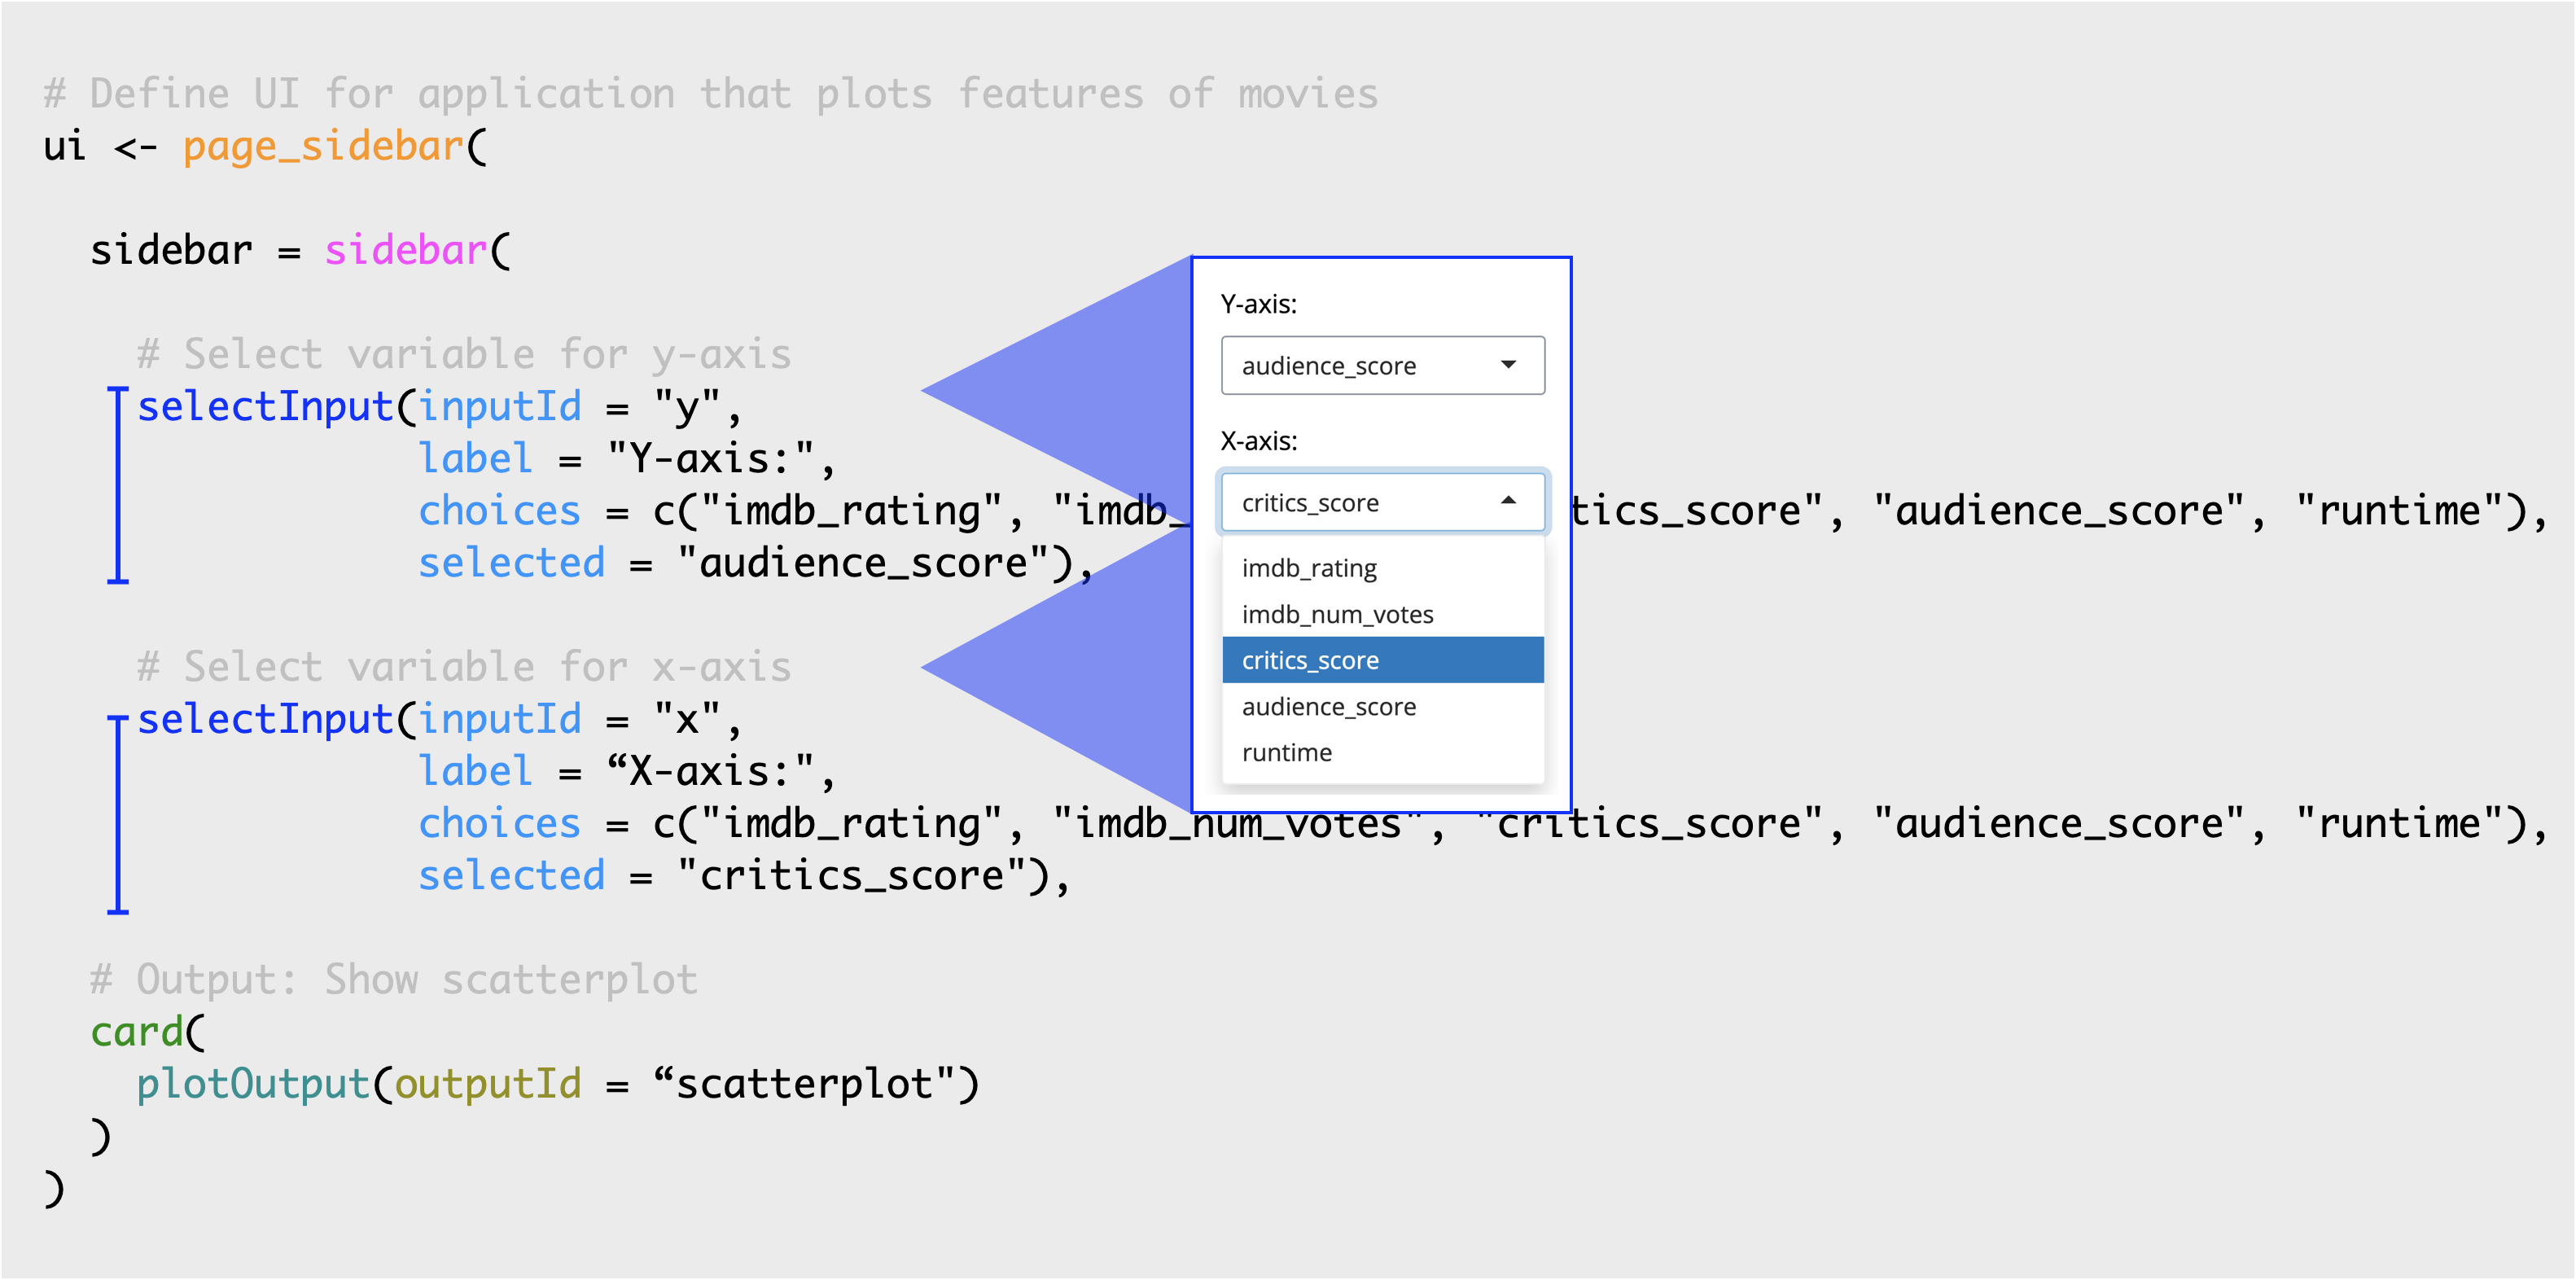 # Define UI for application that plots features of movies
ui <- page_sidebar(
  sidebar = sidebar(
    # Select variable for y-axis
    selectInput(inputId = "y",
                label = "Y-axis:",
                choices = c("imdb_rating", "imdb_ tics_score", "audience_score", "runtime"),
                selected = "audience_score"),
    # Select variable for x-axis
    selectInput(inputId = "x",
                label = “X-axis:",
                choices = c("imdb_rating", "imdb_num_votes", "critics_score", "audience_score", "runtime"),
                selected = "critics_score"),
  # Output: Show scatterplot
  card(
    plotOutput(outputId = “scatterplot")
  )
)
Y-axis:
audience_score
X-axis:
critics_score
imdb_rating
imdb_num_votes
critics_score
audience_score
runtime